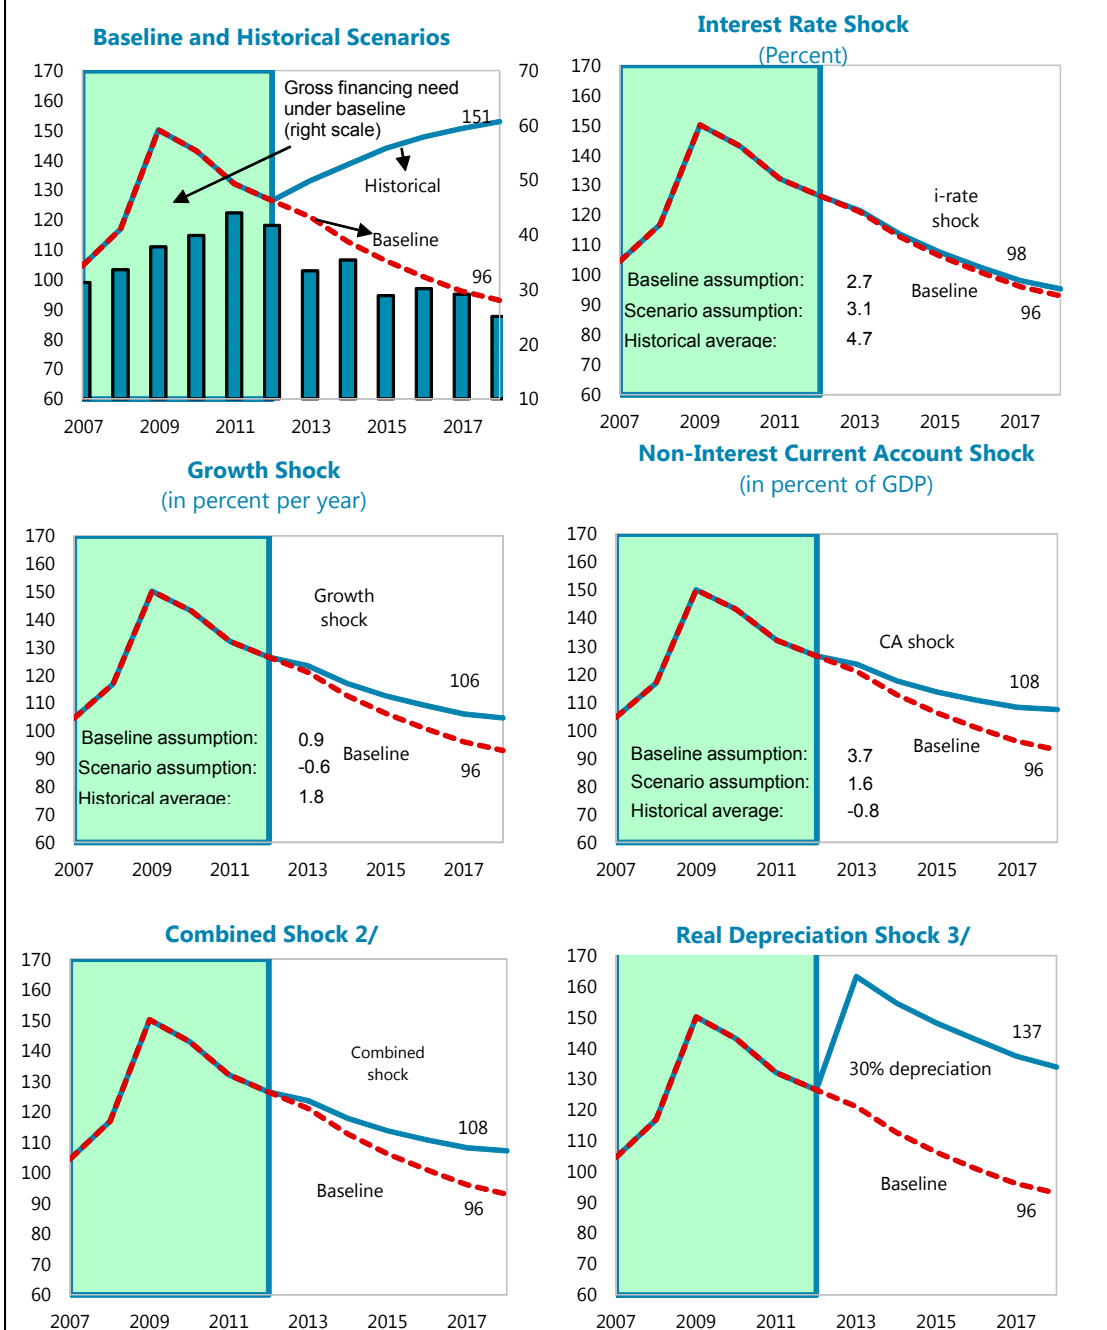 Baseline and Historical Scenarios
170
160
150
140
130
120
110
100
90
80
70
60
70
60
50
40
30
20
10
Gross financing need
under baseline
(right scale)
151
Historical
Baseline
96
2007 2009 2011 2013 2015 2017
Interest Rate Shock
(Percent)
170
160
150
140
130
120
110
100
90
80
70
60
i-rate
shock
98
Baseline
96
Baseline assumption: 2.7
Scenario assumption: 3.1
Historical average: 4.7
2007 2009 2011 2013 2015 2017
Growth Shock
(in percent per year)
170
160
150
140
130
120
110
100
90
80
70
60
Growth
shock
106
Baseline
96
Baseline assumption: 0.9
Scenario assumption: -0.6
Historical average: 1.8
2007 2009 2011 2013 2015 2017
Non-Interest Current Account Shock
(in percent of GDP)
170
160
150
140
130
120
110
100
90
80
70
60
CA shock
108
Baseline
96
Baseline assumption: 3.7
Scenario assumption: 1.6
Historical average: -0.8
2007 2009 2011 2013 2015 2017
Combined Shock 2/
170
160
150
140
130
120
110
100
90
80
70
60
Combined
shock
108
Baseline
96
2007 2009 2011 2013 2015 2017
Real Depreciation Shock 3/
170
160
150
140
130
120
110
100
90
80
70
60
137
30% depreciation
Baseline
96
2007 2009 2011 2013 2015 2017